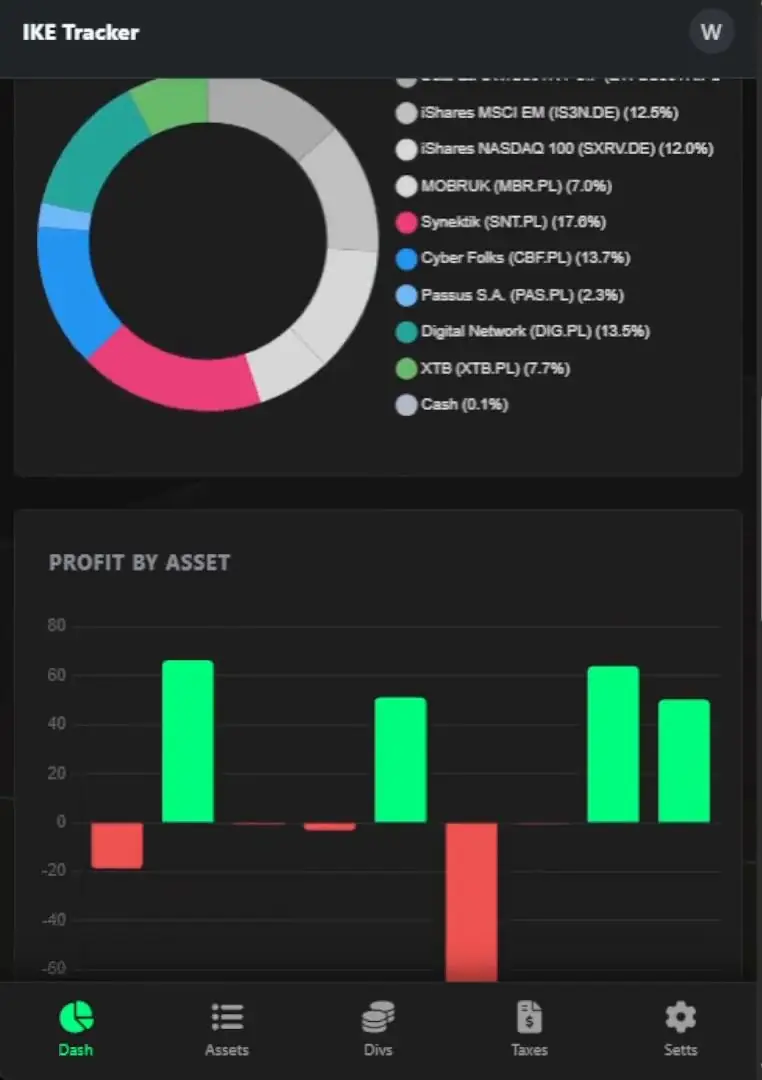 IKE Tracker
W
iShares MSCI EM (IS3N.DE) (12.5%)
iShares NASDAQ 100 (SXRV.DE) (12.0%)
MOBRUK (MBR.PL) (7.0%)
Synektik (SNT.PL) (17.6%)
Cyber Folks (CBF.PL) (13.7%)
Passus S.A. (PAS.PL) (2.3%)
Digital Network (DIG.PL) (13.5%)
XTB (XTB.PL) (7.7%)
Cash (0.1%)
PROFIT BY ASSET
80
60
40
20
0
-20
-40
-60
Dash
Assets
Divs
Taxes
Setts